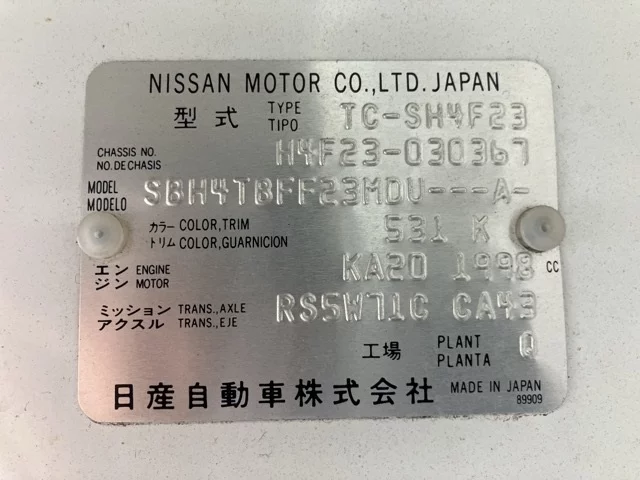 NISSAN MOTOR CO.,LTD.JAPAN
型式 TYPE TIPO TC-SH4F23
CHASSIS NO. NO.DE CHASIS H4F23-030367
MODEL MODELO SBH4TBFF23MDU---A-
カラー COLOR,TRIM
トリム COLOR,GUARNICION 531 K
エンジン ENGINE MOTOR KA20 1998 CC
ミッション TRANS.,AXLE
アクスル TRANS.,EJE RS5W71C CA43
工場 PLANT PLANTA Q
日産自動車株式会社 MADE IN JAPAN
89909